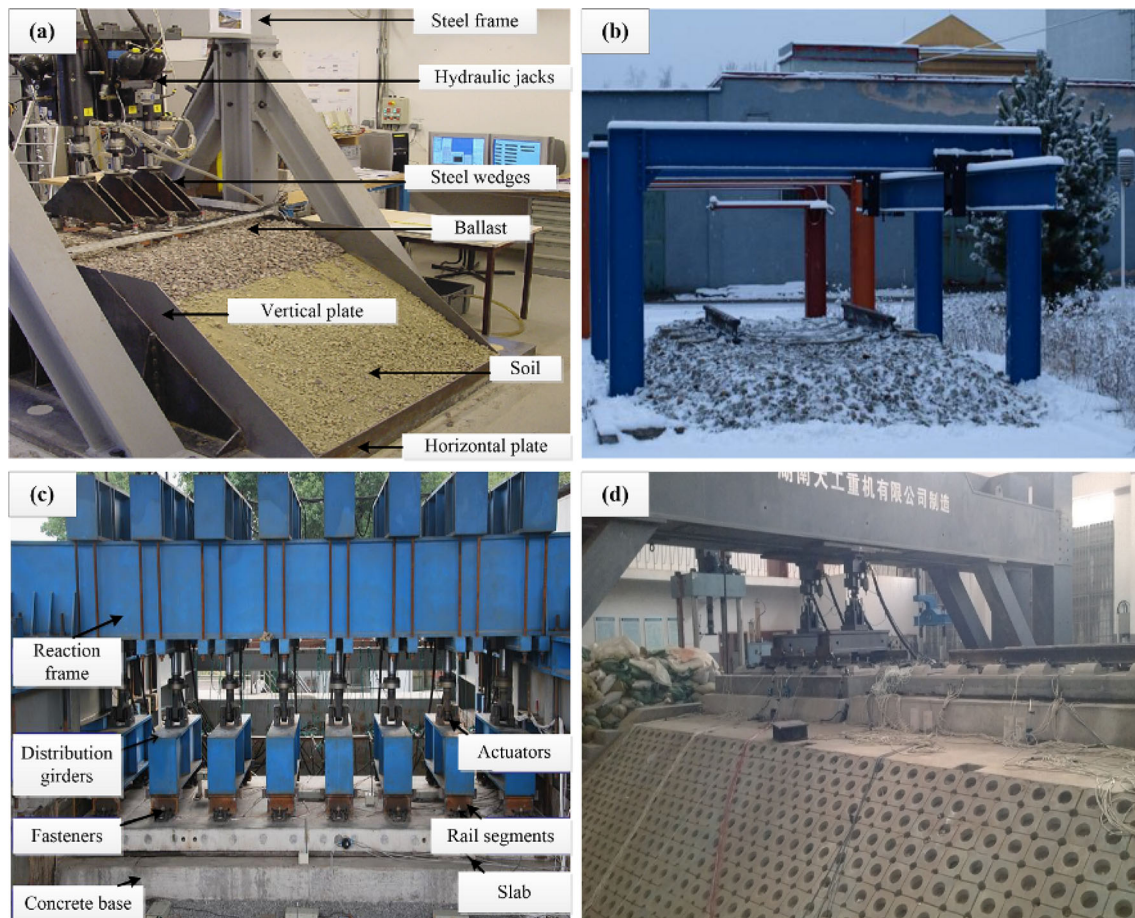 (a)
Steel frame
Hydraulic jacks
Steel wedges
Ballast
Vertical plate
Soil
Horizontal plate
(b)
(c)
Reaction
frame
Distribution
girders
Actuators
Fasteners
Rail segments
Slab
Concrete base
(d)
湖南大工重机有限公司制造